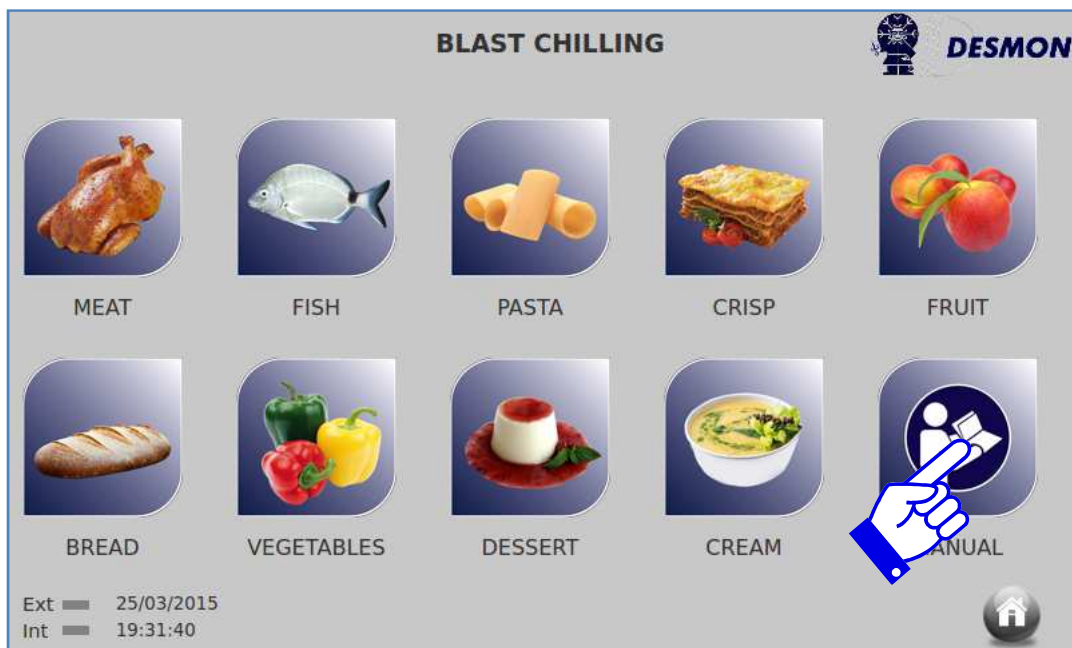 BLAST CHILLING
DESMON
MEAT FISH PASTA CRISP FRUIT
BREAD VEGETABLES DESSERT CREAM MANUAL
Ext 25/03/2015
Int 19:31:40